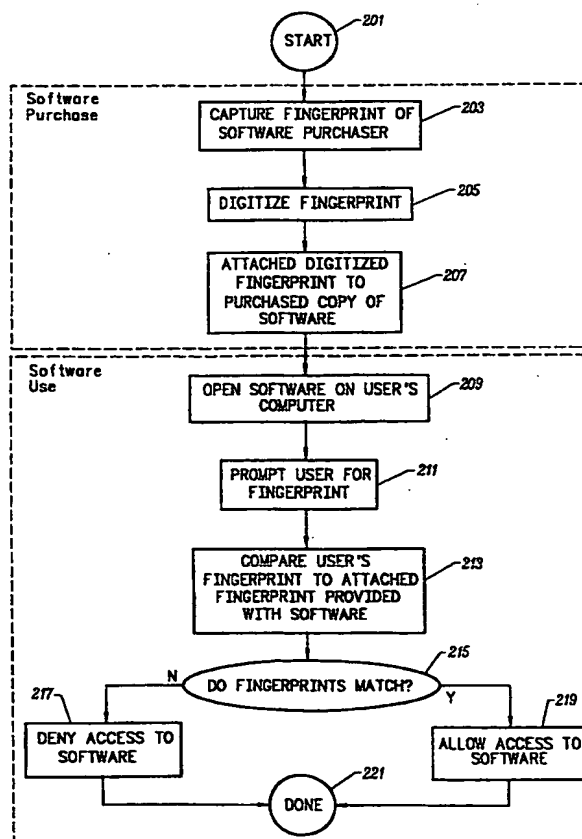 START
201
Software
Purchase
CAPTURE FINGERPRINT OF
SOFTWARE PURCHASER
203
DIGITIZE FINGERPRINT
205
ATTACHED DIGITIZED
FINGERPRINT TO
PURCHASED COPY OF
SOFTWARE
207
Software
Use
OPEN SOFTWARE ON USER'S
COMPUTER
209
PROMPT USER FOR
FINGERPRINT
211
COMPARE USER'S
FINGERPRINT TO ATTACHED
FINGERPRINT PROVIDED
WITH SOFTWARE
213
DO FINGERPRINTS MATCH?
215
N
Y
217
DENY ACCESS TO
SOFTWARE
219
ALLOW ACCESS TO
SOFTWARE
221
DONE